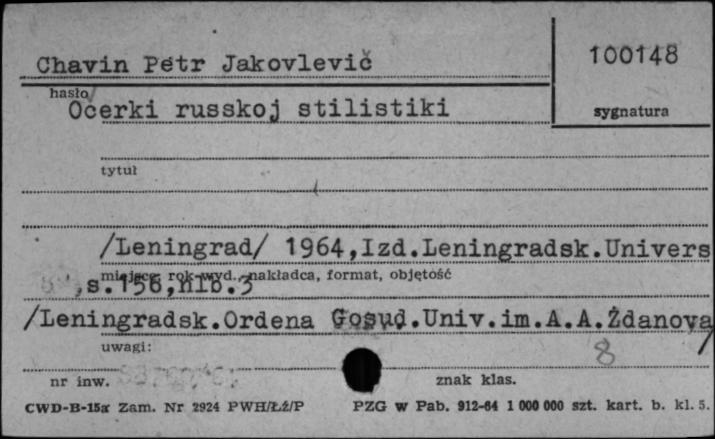 Chavin Pëtr Jakovlevič
100148
hasło
Očerki russkoj stilistiki
sygnatura
tytuł
/Leningrad/ 1964,Izd.Leningradsk.Univers
miejsce, rok wyd., nakładca, format, objętość
,s.156,nlb.3
/Leningradsk.Ordena Gosud.Univ.im.A.A.Ždanova/
uwagi:
8
nr inw.
znak klas.
CWD-B-15a Zam. Nr 2924 PWH/ŁŹ/P PZG w Pab. 912-64 1 000 000 szt. kart. b. kl. 5.